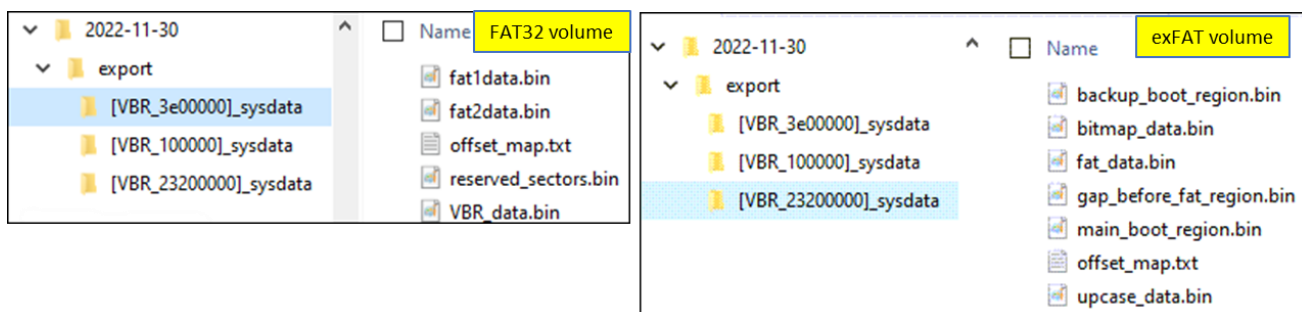 2022-11-30
export
[VBR_3e00000]_sysdata
[VBR_100000]_sysdata
[VBR_23200000]_sysdata
Name
FAT32 volume
fat1data.bin
fat2data.bin
offset_map.txt
reserved_sectors.bin
VBR_data.bin
2022-11-30
export
[VBR_3e00000]_sysdata
[VBR_100000]_sysdata
[VBR_23200000]_sysdata
Name
exFAT volume
backup_boot_region.bin
bitmap_data.bin
fat_data.bin
gap_before_fat_region.bin
main_boot_region.bin
offset_map.txt
upcase_data.bin